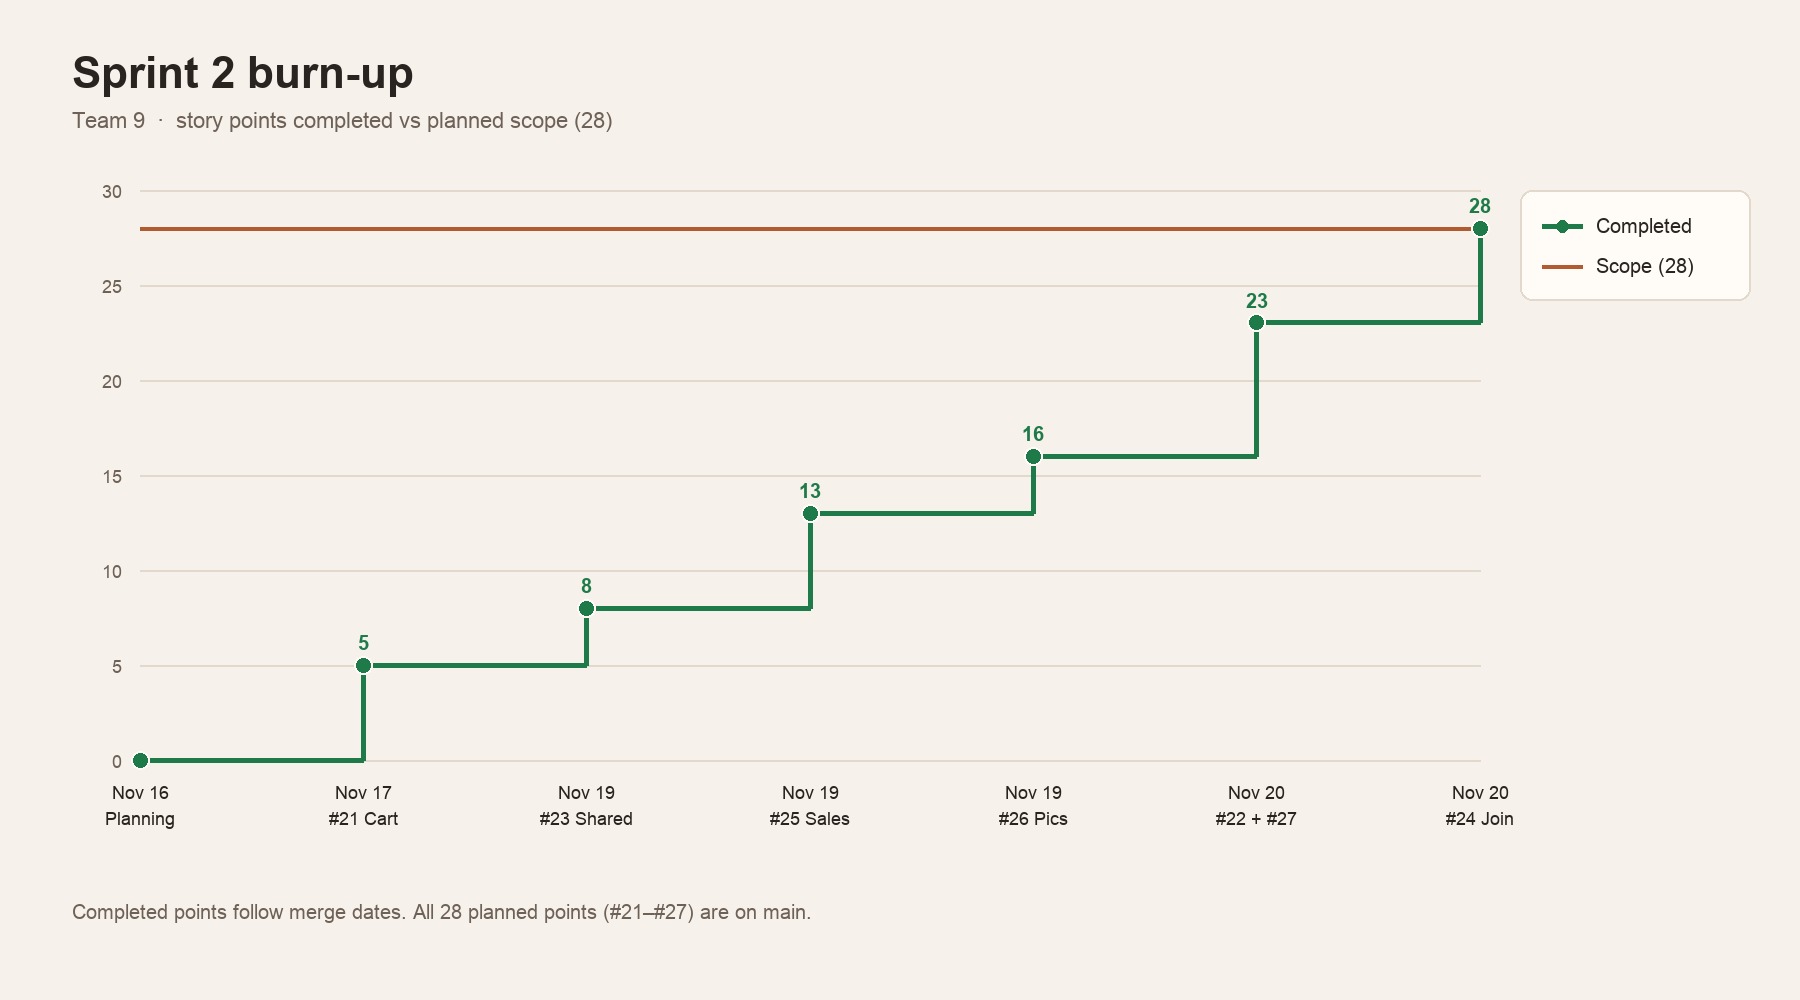 Sprint 2 burn-up
Team 9 · story points completed vs planned scope (28)
30
25
20
15
10
5
0
5
8
13
16
23
28
Completed
Scope (28)
Nov 16
Planning
Nov 17
#21 Cart
Nov 19
#23 Shared
Nov 19
#25 Sales
Nov 19
#26 Pics
Nov 20
#22 + #27
Nov 20
#24 Join
Completed points follow merge dates. All 28 planned points (#21–#27) are on main.